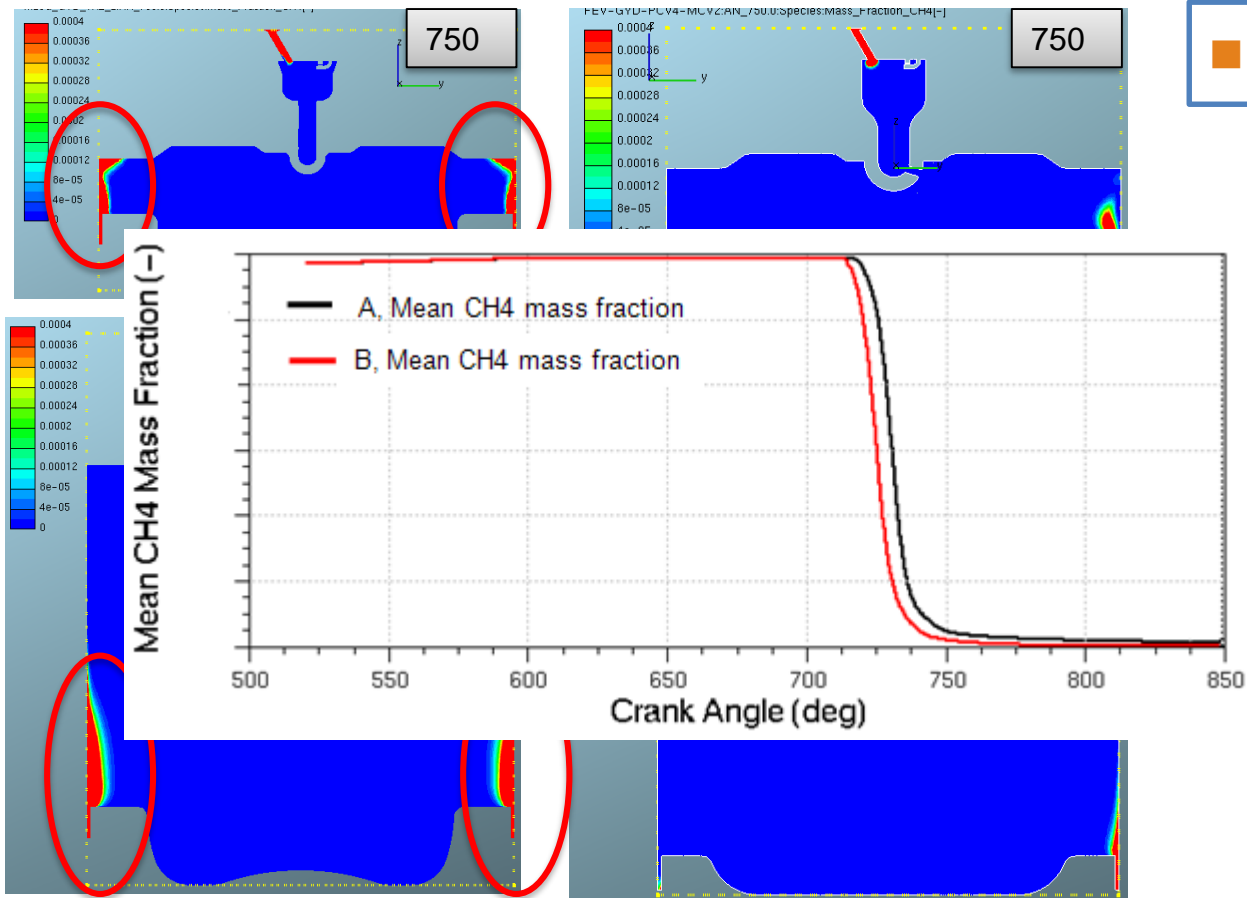 750
FEV-GYD-PCV4-MCV2:AN_750.0:Species:Mass_Fraction_CH4[-]
750
0.0004
0.00036
0.00032
0.00028
0.00024
0.0002
0.00016
0.00012
8e-05
4e-05
0
z
x
y
0.0004
0.00036
0.00032
0.00028
0.00024
0.0002
0.00016
0.00012
8e-05
z
x
y
z
Mean CH4 Mass Fraction (−)
A, Mean CH4 mass fraction
B, Mean CH4 mass fraction
500 550 600 650 700 750 800 850
Crank Angle (deg)
0.0004
0.00036
0.00032
0.00028
0.00024
0.0002
0.00016
0.00012
8e-05
4e-05
0